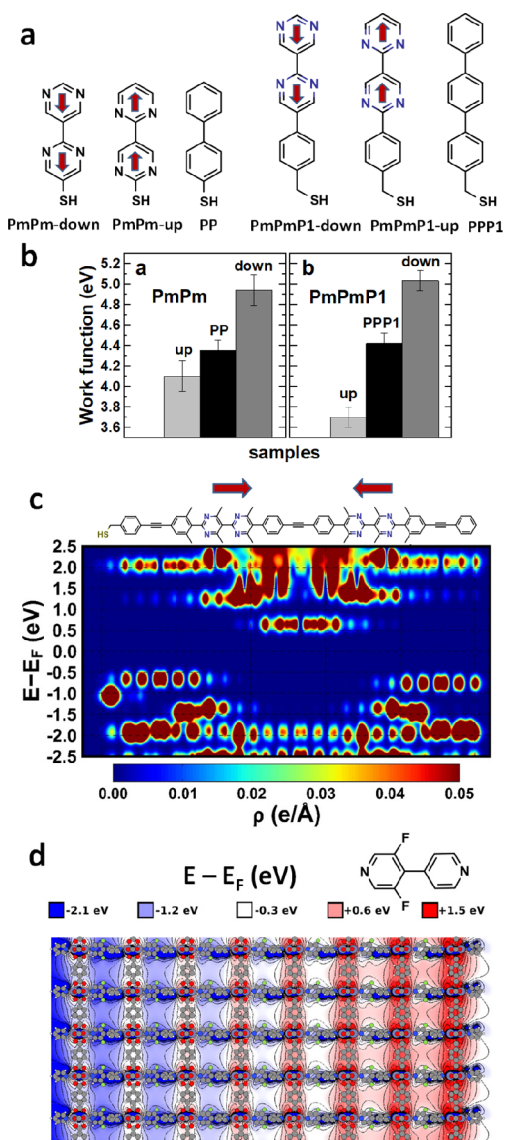 a
N N N N
N N N N
SH SH SH
N N N N
N N N N
SH SH SH
PmPm-down PmPm-up PP PmPmP1-down PmPmP1-up PPP1
b
Work function (eV)
5.0
4.8
4.6
4.4
4.2
4.0
3.8
3.6
a
PmPm
up
PP
down
b
PmPmP1
up
PPP1
down
samples
c
HS
N N N N N N N N
E−E_F (eV)
2.5
2.0
1.5
1.0
0.5
0.0
-0.5
-1.0
-1.5
-2.0
-2.5
0.00 0.01 0.02 0.03 0.04 0.05
ρ (e/Å)
d
E − E_F (eV)
F
N N
F
-2.1 eV -1.2 eV -0.3 eV +0.6 eV +1.5 eV